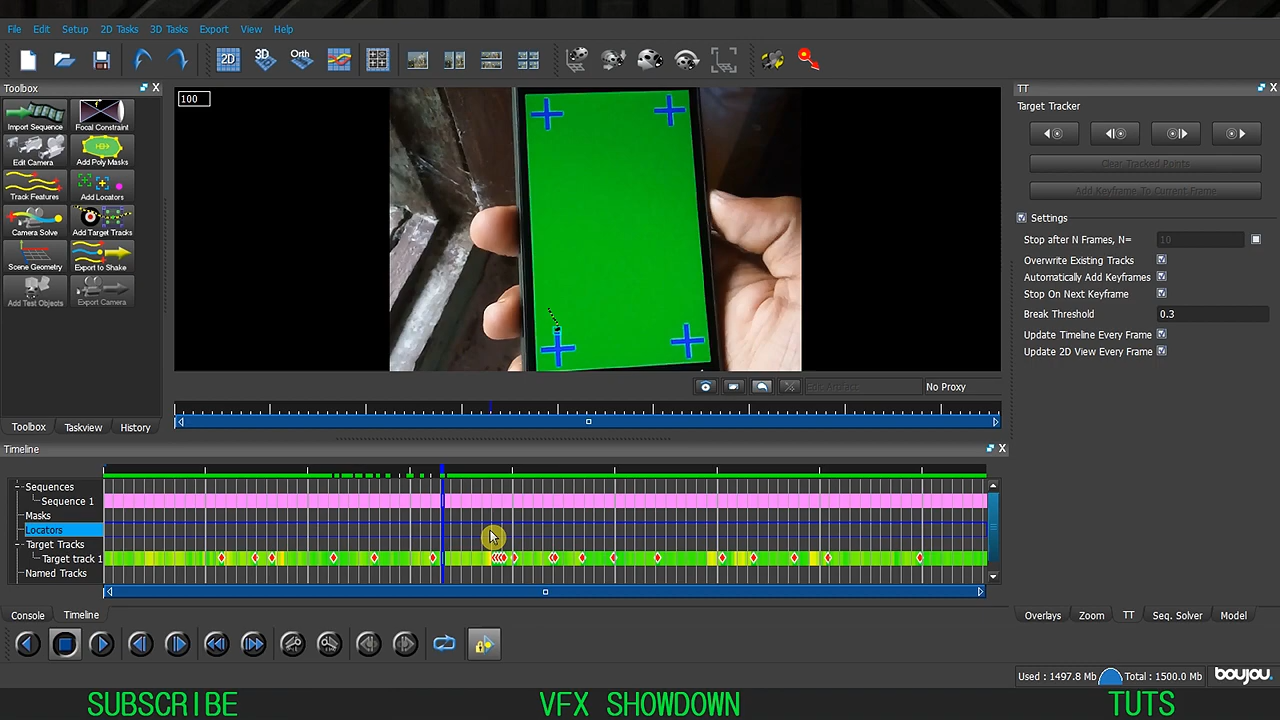 File Edit Setup 2D Tasks 3D Tasks Export View Help
2D 3D Orth
Toolbox
Import Sequence Focal Constraint
Edit Camera Add Poly Masks
Track Features Add Locators
Camera Solve Add Target Tracks
Scene Geometry Export to Shake
Add Test Objects Export Camera
Toolbox Taskview History
100
No Proxy
TT
Target Tracker
Clear Tracked Points
Add Keyframe To Current Frame
Settings
Stop after N Frames, N= 10
Overwrite Existing Tracks
Automatically Add Keyframes
Stop On Next Keyframe
Break Threshold 0.3
Update Timeline Every Frame
Update 2D View Every Frame
Timeline
Sequences
Sequence 1
Masks
Locators
Target Tracks
Target track 1
Named Tracks
Console Timeline
Overlays Zoom TT Seq. Solver Model
Used : 1497.8 Mb Total : 1500.0 Mb boujou.
SUBSCRIBE VFX SHOWDOWN TUTS